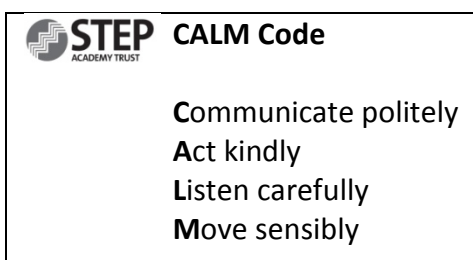 STEP
ACADEMY TRUST
CALM Code
Communicate politely
Act kindly
Listen carefully
Move sensibly